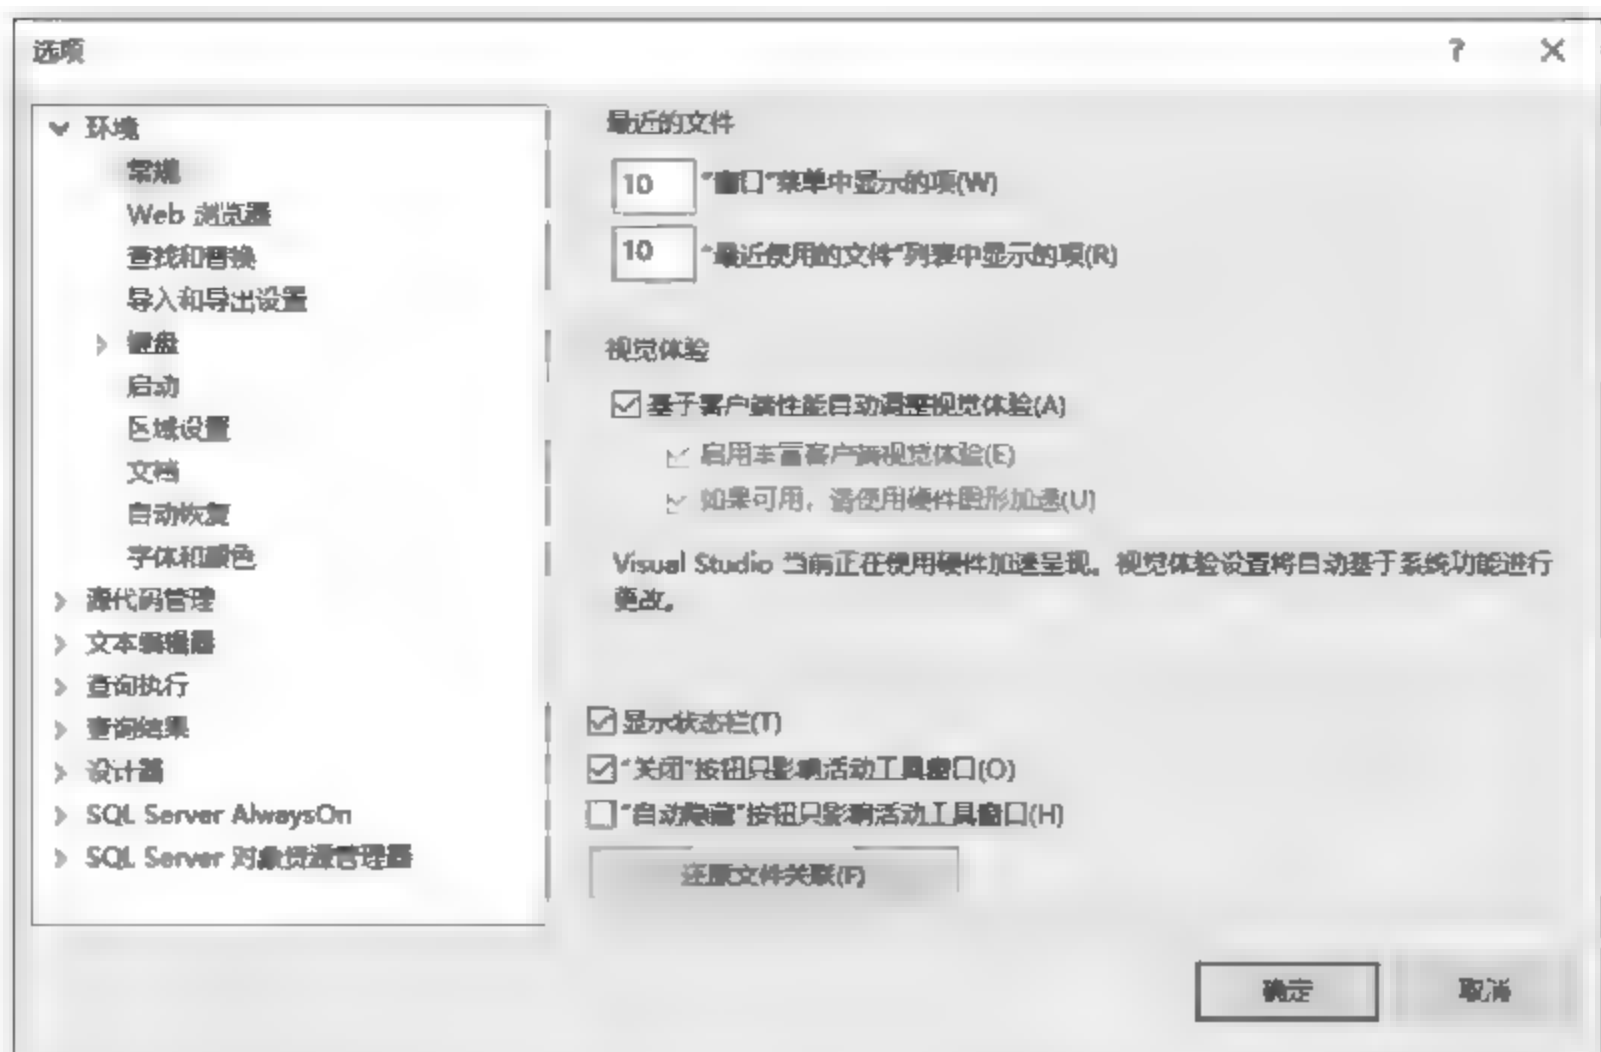 选项
?
环境
常规
Web 浏览器
查找和替换
导入和导出设置
键盘
启动
区域设置
文档
自动恢复
字体和颜色
源代码管理
文本编辑器
查询执行
查询结果
设计器
SQL Server AlwaysOn
SQL Server 对象资源管理器
最近的文件
10 "窗口"菜单中显示的项(W)
10 "最近使用的文件"列表中显示的项(R)
视觉体验
基于客户端性能自动调整视觉体验(A)
启用丰富客户端视觉体验(E)
如果可用，请使用硬件图形加速(U)
Visual Studio 当前正在使用硬件加速呈现。视觉体验设置将自动基于系统功能进行
更改。
显示状态栏(T)
"关闭"按钮只影响活动工具窗口(O)
"自动隐藏"按钮只影响活动工具窗口(H)
还原文件关联(F)
确定
取消